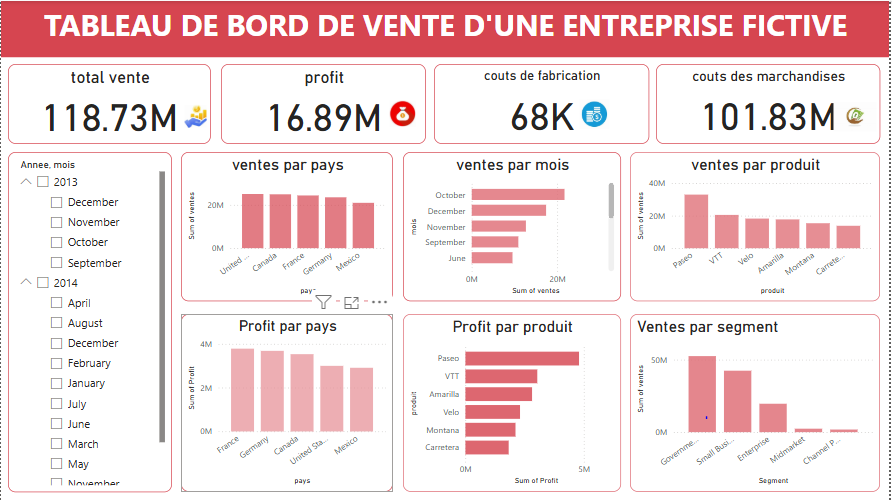 TABLEAU DE BORD DE VENTE D'UNE ENTREPRISE FICTIVE
total vente
118.73M
profit
16.89M
couts de fabrication
68K
couts des marchandises
101.83M
Annee, mois
2013
December
November
October
September
2014
April
August
December
February
January
July
June
March
May
November
ventes par pays
Sum of ventes
20M
0M
United ...
Canada
France
Germany
Mexico
pays
ventes par mois
mois
October
December
November
September
June
0M
20M
Sum of ventes
ventes par produit
Sum of ventes
40M
20M
0M
Paseo
VTT
Velo
Amarilla
Montana
Carrete...
produit
Profit par pays
Sum of Profit
4M
2M
0M
France
Germany
Canada
United Sta...
Mexico
pays
Profit par produit
produit
Paseo
VTT
Amarilla
Velo
Montana
Carretera
0M
5M
Sum of Profit
Ventes par segment
Sum of ventes
50M
0M
Governme...
Small Busi...
Enterprise
Midmarket
Channel P...
Segment